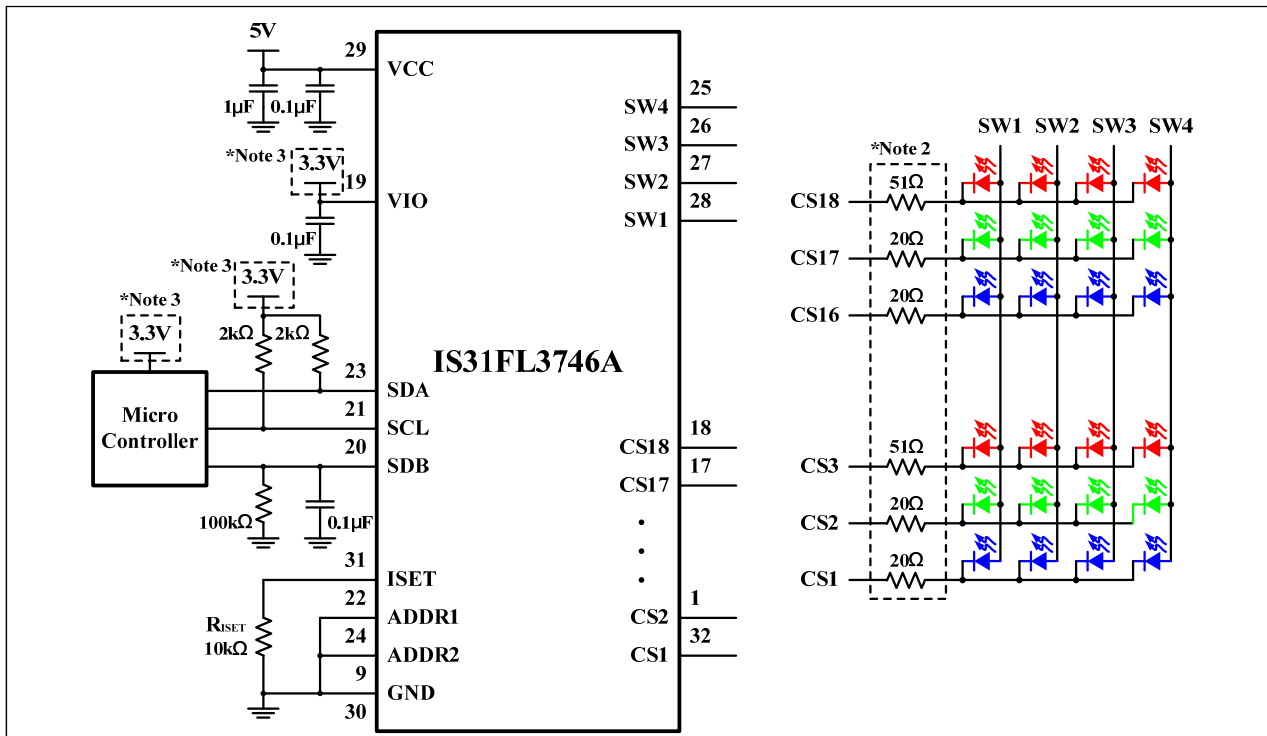 5V
29
VCC
1µF
0.1µF
*Note 3
3.3V
19
VIO
0.1µF
*Note 3
3.3V
*Note 3
3.3V
2kΩ
2kΩ
23
SDA
Micro
Controller
21
SCL
20
SDB
100kΩ
0.1µF
31
ISET
22
ADDR1
RISET
10kΩ
24
ADDR2
9
GND
30
IS31FL3746A
25
SW4
26
SW3
27
SW2
28
SW1
18
CS18
17
CS17
1
CS2
32
CS1
SW1 SW2 SW3 SW4
*Note 2
51Ω
CS18
20Ω
CS17
20Ω
CS16
51Ω
CS3
20Ω
CS2
20Ω
CS1